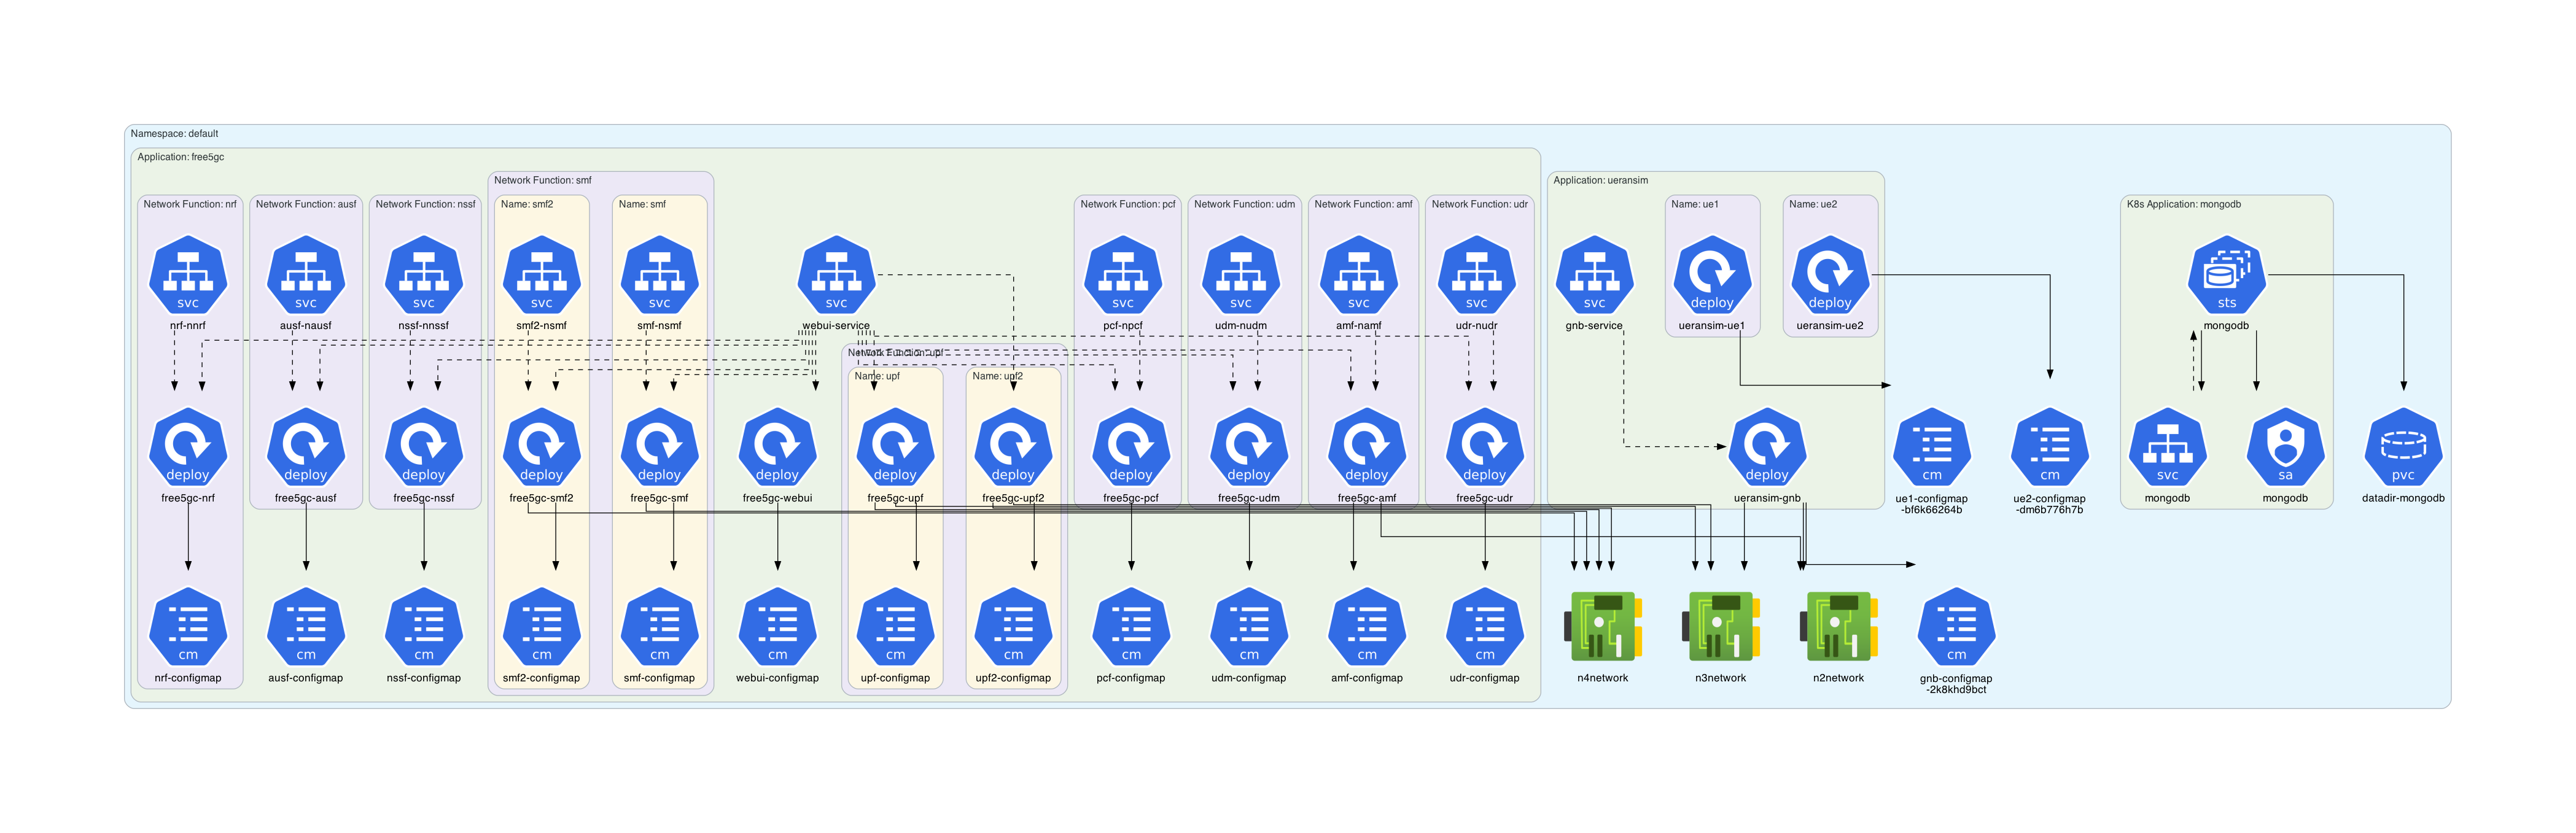 Namespace: default
Application: free5gc
Network Function: smf
Application: ueransim
Network Function: nrf
Network Function: ausf
Network Function: nssf
Name: smf2
Name: smf
Network Function: pcf
Network Function: udm
Network Function: amf
Network Function: udr
Name: ue1
Name: ue2
K8s Application: mongodb
svc
svc
svc
svc
svc
svc
svc
svc
svc
svc
svc
deploy
deploy
sts
nrf-nnrf
ausf-nausf
nssf-nnssf
smf2-nsmf
smf-nsmf
webui-service
pcf-npcf
udm-nudm
amf-namf
udr-nudr
gnb-service
ueransim-ue1
ueransim-ue2
mongodb
Network Function: upf
Name: upf
Name: upf2
deploy
deploy
deploy
deploy
deploy
deploy
deploy
deploy
deploy
deploy
deploy
deploy
deploy
cm
cm
svc
sa
pvc
free5gc-nrf
free5gc-ausf
free5gc-nssf
free5gc-smf2
free5gc-smf
free5gc-webui
free5gc-upf
free5gc-upf2
free5gc-pcf
free5gc-udm
free5gc-amf
free5gc-udr
ueransim-gnb
ue1-configmap
-bf6k66264b
ue2-configmap
-dm6b776h7b
mongodb
mongodb
datadir-mongodb
cm
cm
cm
cm
cm
cm
cm
cm
cm
cm
cm
cm
cm
nrf-configmap
ausf-configmap
nssf-configmap
smf2-configmap
smf-configmap
webui-configmap
upf-configmap
upf2-configmap
pcf-configmap
udm-configmap
amf-configmap
udr-configmap
n4network
n3network
n2network
gnb-configmap
-2k8khd9bct